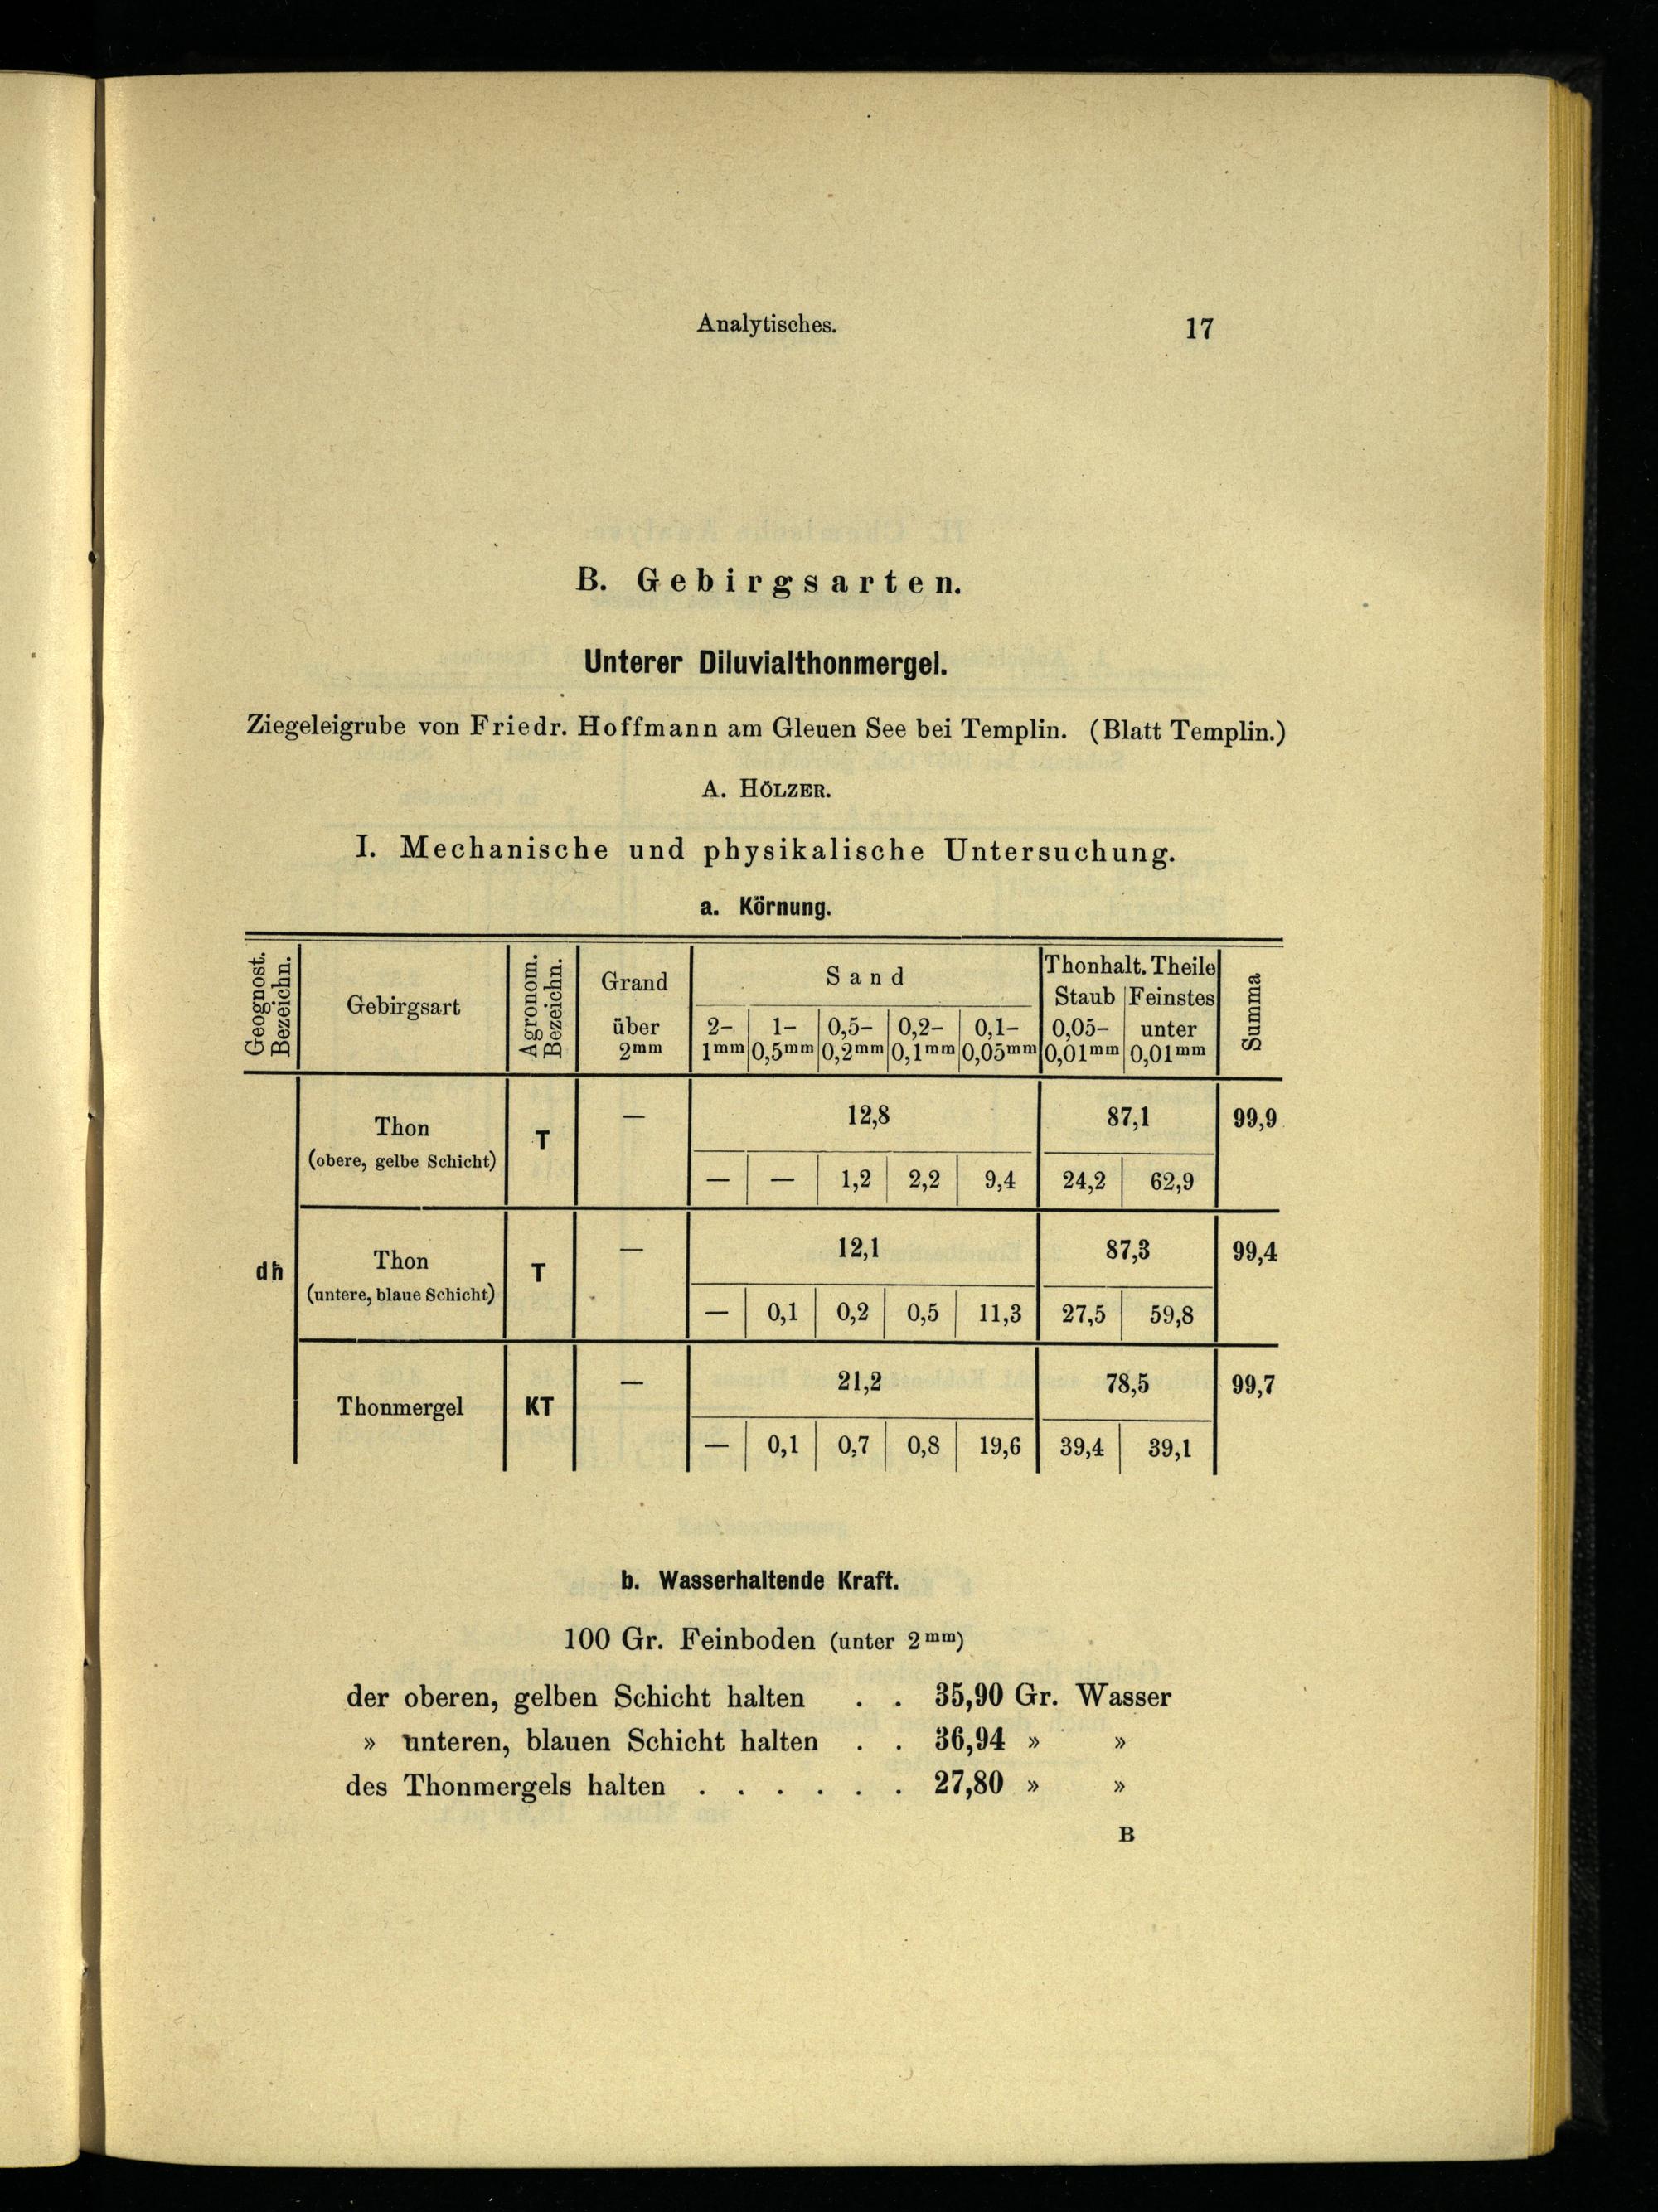 Analytisches. 17
B. Gebirgsarten.
Unterer Diluvialthonmergel.
Ziegeleigrube von Friedr. Hoffmann am Gleuen See bei Templin. (Blatt Templin.)
A. HÖLZER.
I. Mechanische und physikalische Untersuchung.
a. Körnung.
Geognost. Bezeichn. Gebirgsart Agronom. Bezeichn. Grand über 2mm Sand Thonhalt. Theile Summa
Staub Feinstes
2- 1- 0,5- 0,2- 0,1- 0,05- unter
1mm 0,5mm 0,2mm 0,1mm 0,05mm 0,01mm 0,01mm
Thon T — 12,8 87,1 99,9
(obere, gelbe Schicht) — — 1,2 2,2 9,4 24,2 62,9
dh Thon T — 12,1 87,3 99,4
(untere, blaue Schicht) — 0,1 0,2 0,5 11,3 27,5 59,8
Thonmergel KT — 21,2 78,5 99,7
— 0,1 0,7 0,8 19,6 39,4 39,1
b. Wasserhaltende Kraft.
100 Gr. Feinboden (unter 2mm)
der oberen, gelben Schicht halten . . 35,90 Gr. Wasser
» unteren, blauen Schicht halten . . 36,94 » »
des Thonmergels halten . . . . . . 27,80 » »
B